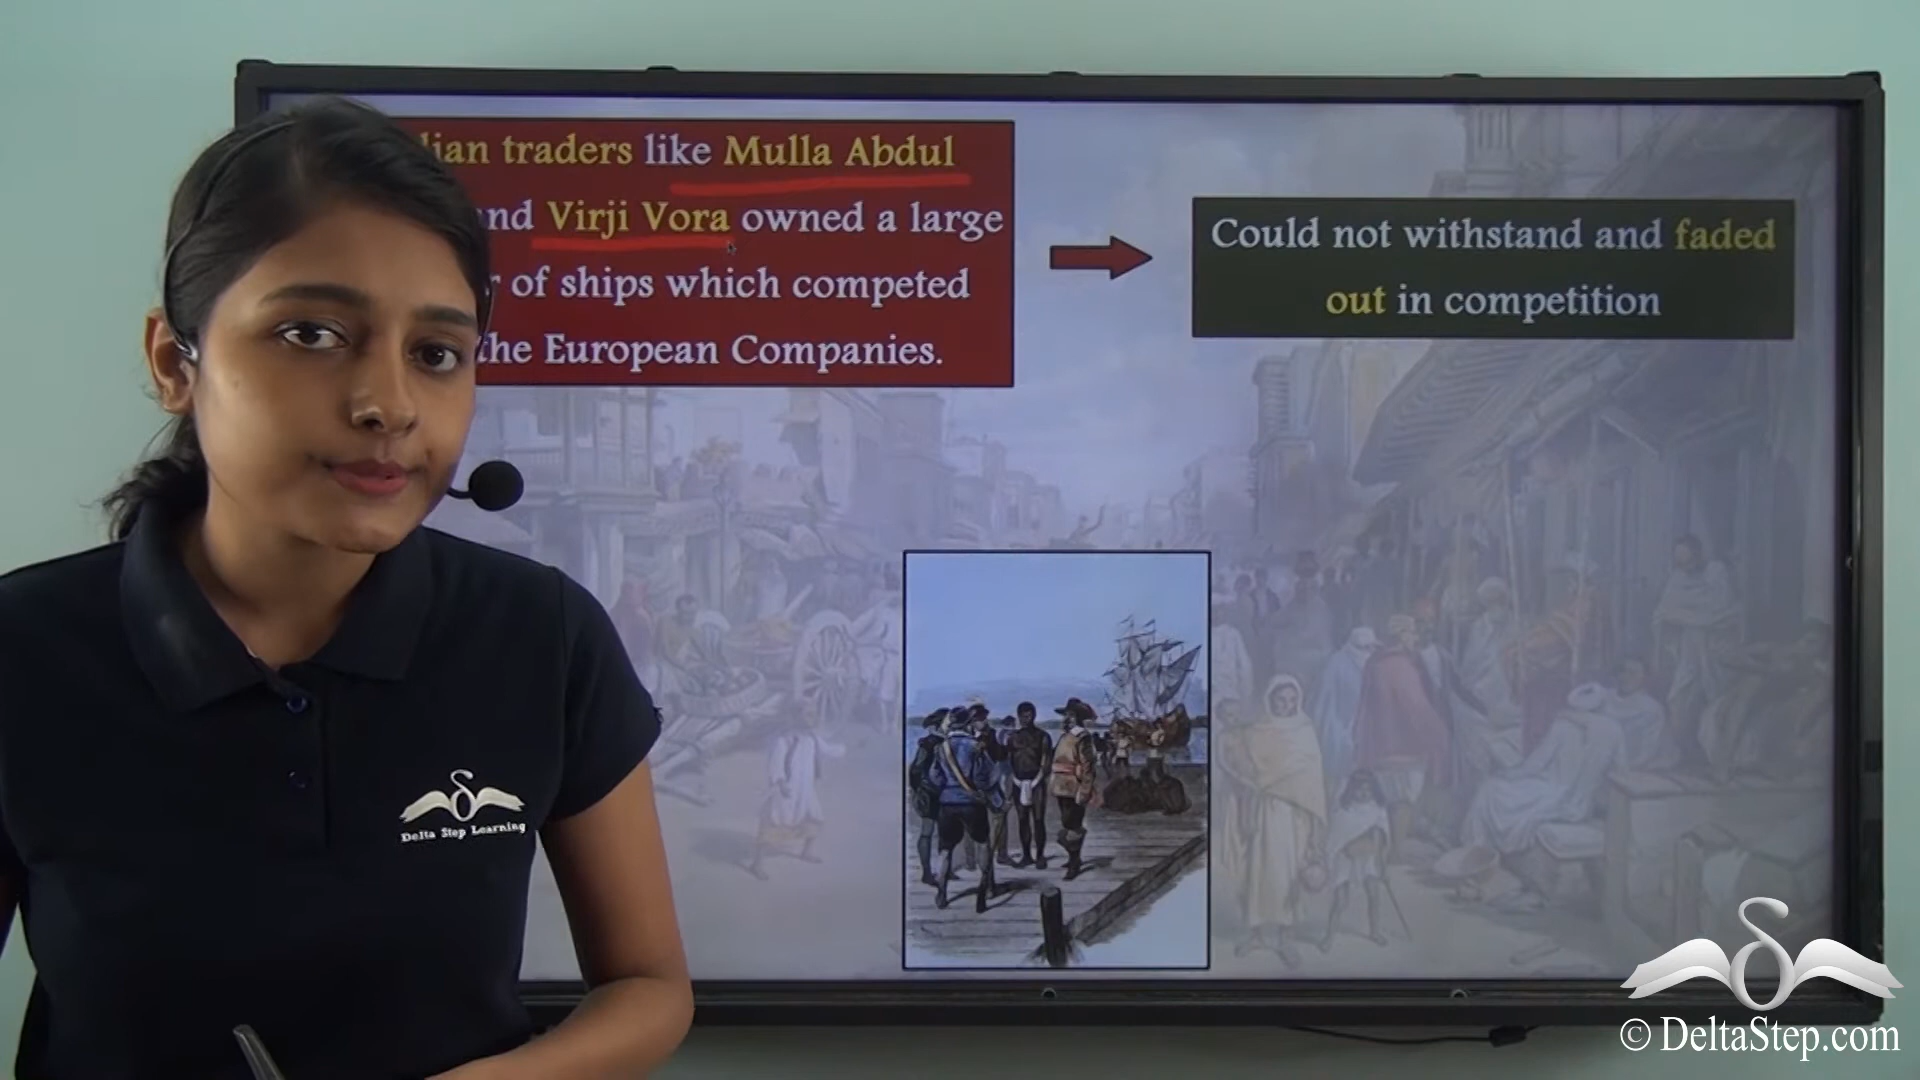 lian traders like Mulla Abdul
and Virji Vora owned a large
r of ships which competed
the European Companies.
Could not withstand and faded
out in competition
Delta Step Learning
© DeltaStep.com